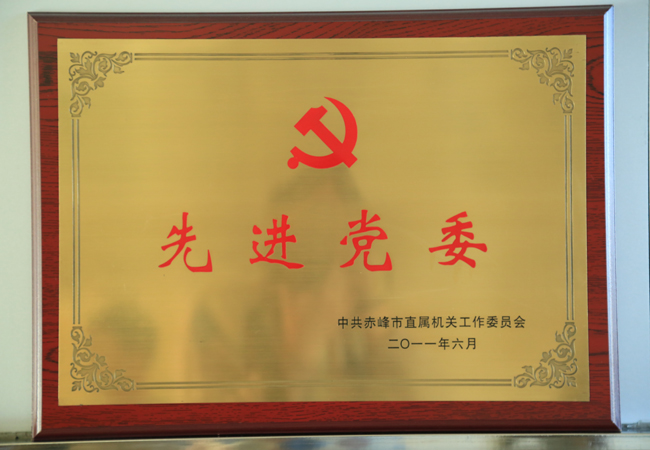 先进党委
中共赤峰市直属机关工作委员会
二〇一一年六月